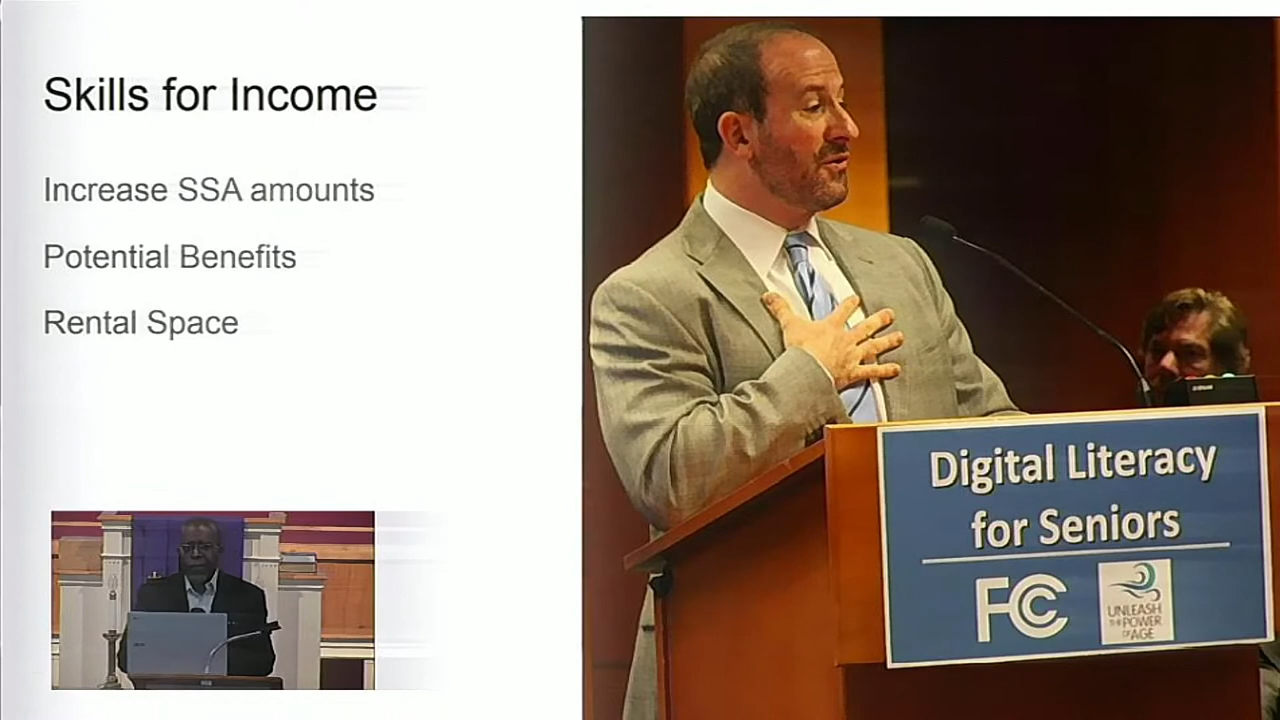 Skills for Income
Increase SSA amounts
Potential Benefits
Rental Space
Digital Literacy
for Seniors
FCC
UNLEASH
THE POWER
OF AGE